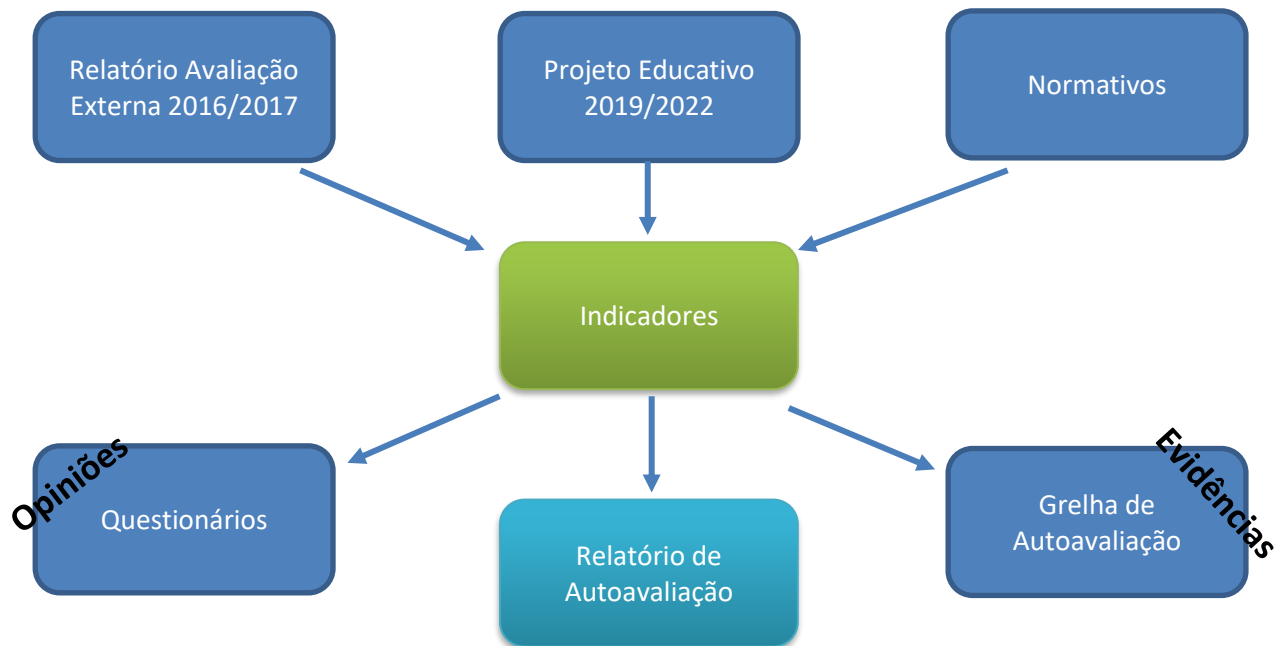 Relatório Avaliação
Externa 2016/2017
Projeto Educativo
2019/2022
Normativos
Indicadores
Opiniões
Questionários
Relatório de
Autoavaliação
Evidências
Grelha de
Autoavaliação